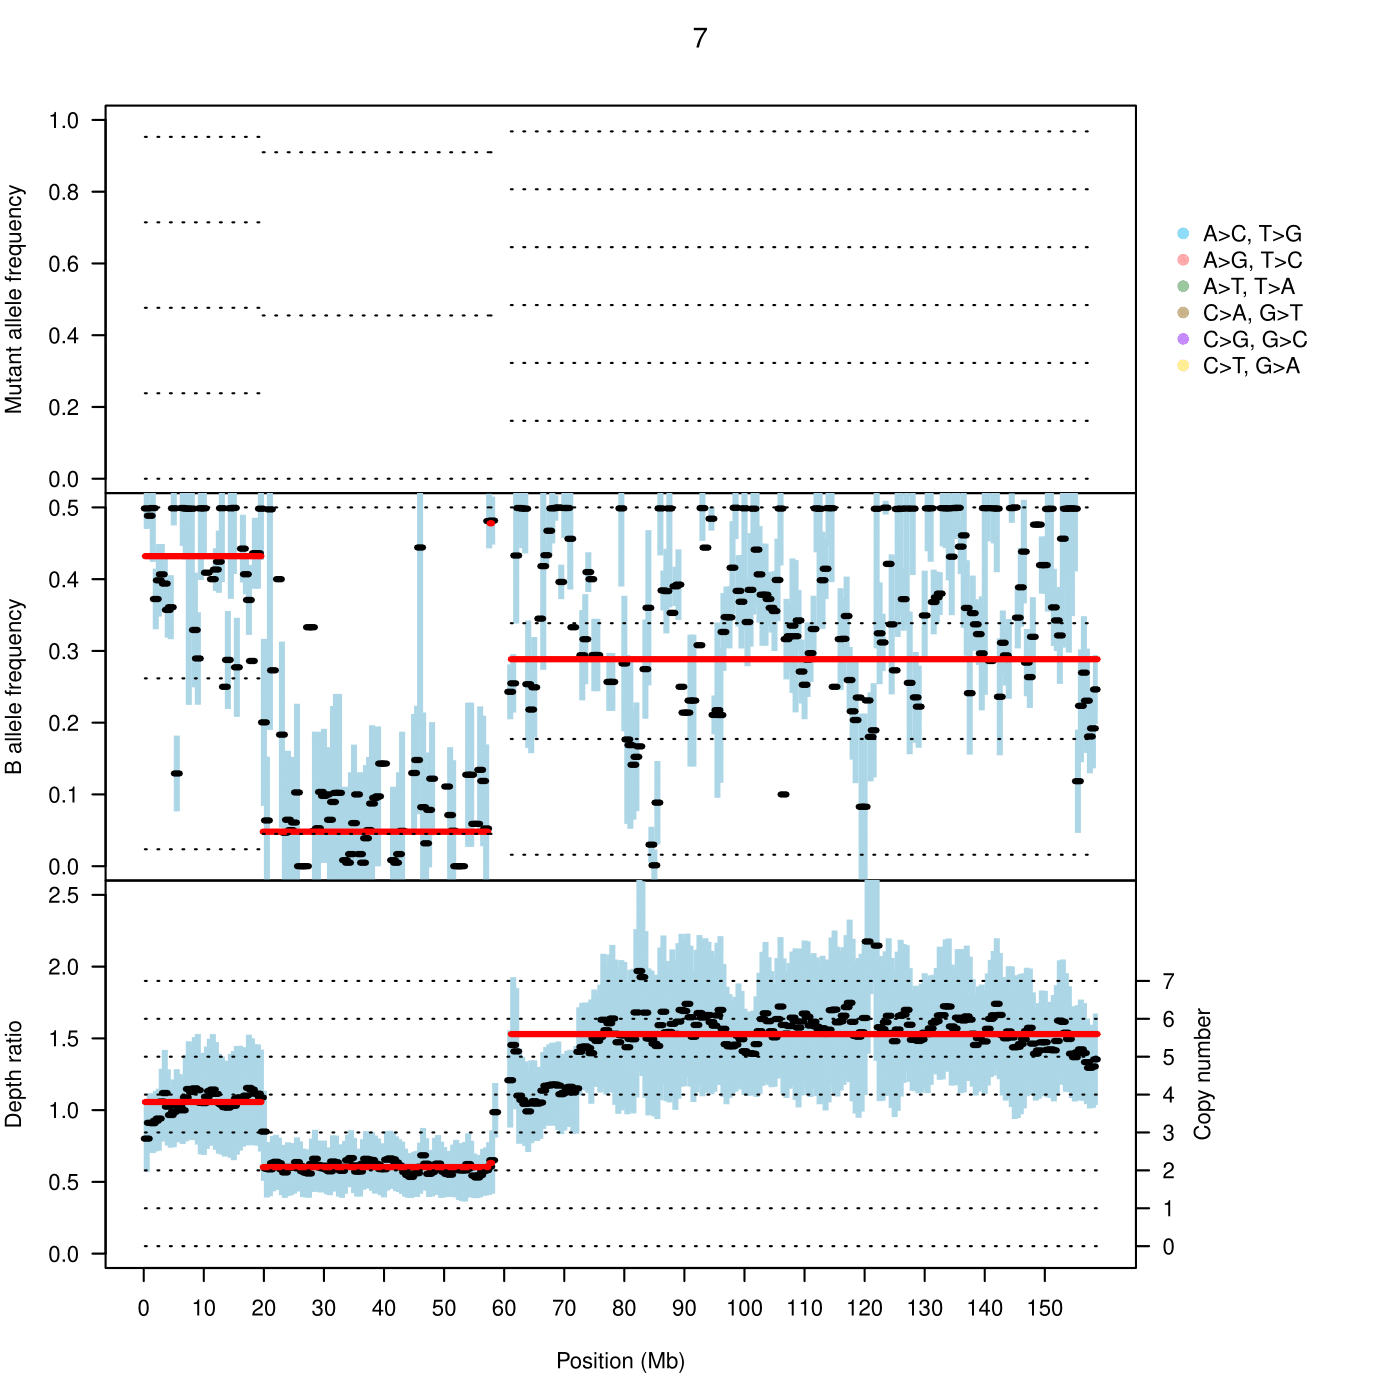 7
Mutant allele frequency
1.0
0.8
0.6
0.4
0.2
0.0
A>C, T>G
A>G, T>C
A>T, T>A
C>A, G>T
C>G, G>C
C>T, G>A
B allele frequency
0.5
0.4
0.3
0.2
0.1
0.0
Depth ratio
2.5
2.0
1.5
1.0
0.5
0.0
7
6
5
4
3
2
1
0
Copy number
0 10 20 30 40 50 60 70 80 90 100 110 120 130 140 150
Position (Mb)